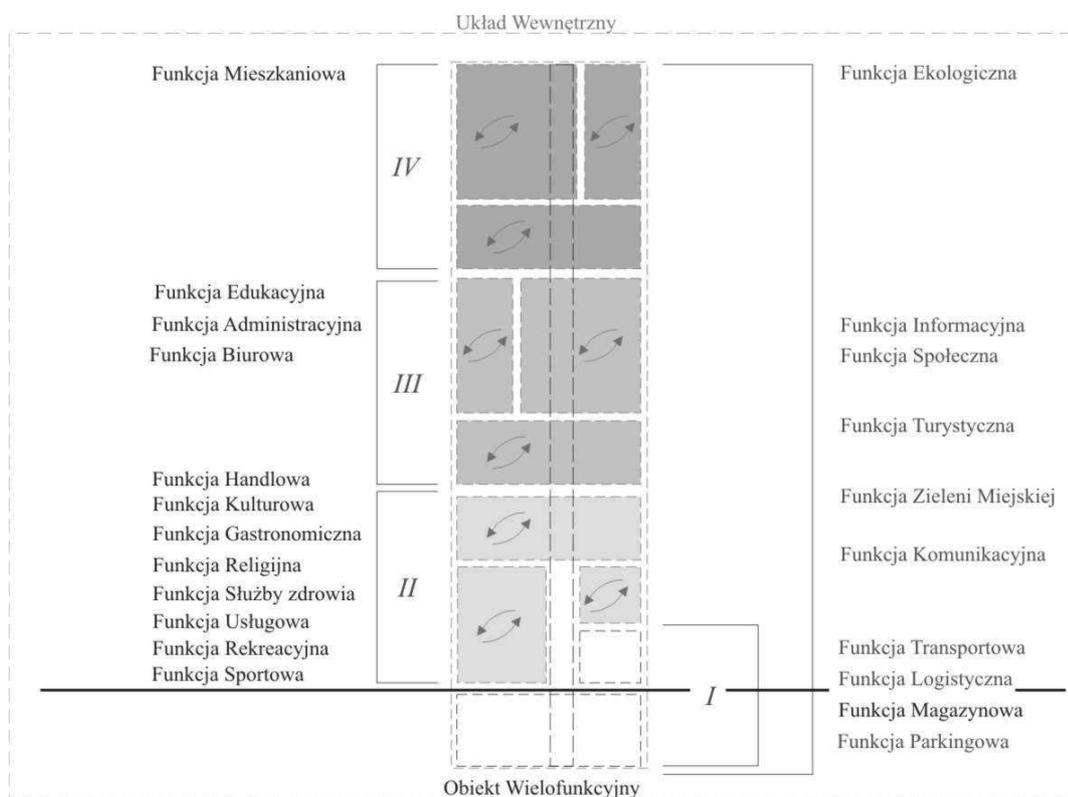 Układ Wewnętrzny
Funkcja Mieszkaniowa
IV
Funkcja Edukacyjna
Funkcja Administracyjna
Funkcja Biurowa
III
Funkcja Handlowa
Funkcja Kulturowa
Funkcja Gastronomiczna
Funkcja Religijna
Funkcja Służby zdrowia
Funkcja Usługowa
Funkcja Rekreacyjna
Funkcja Sportowa
II
Funkcja Ekologiczna
Funkcja Informacyjna
Funkcja Społeczna
Funkcja Turystyczna
Funkcja Zieleni Miejskiej
Funkcja Komunikacyjna
I
Funkcja Transportowa
Funkcja Logistyczna
Funkcja Magazynowa
Funkcja Parkingowa
Obiekt Wielofunkcyjny